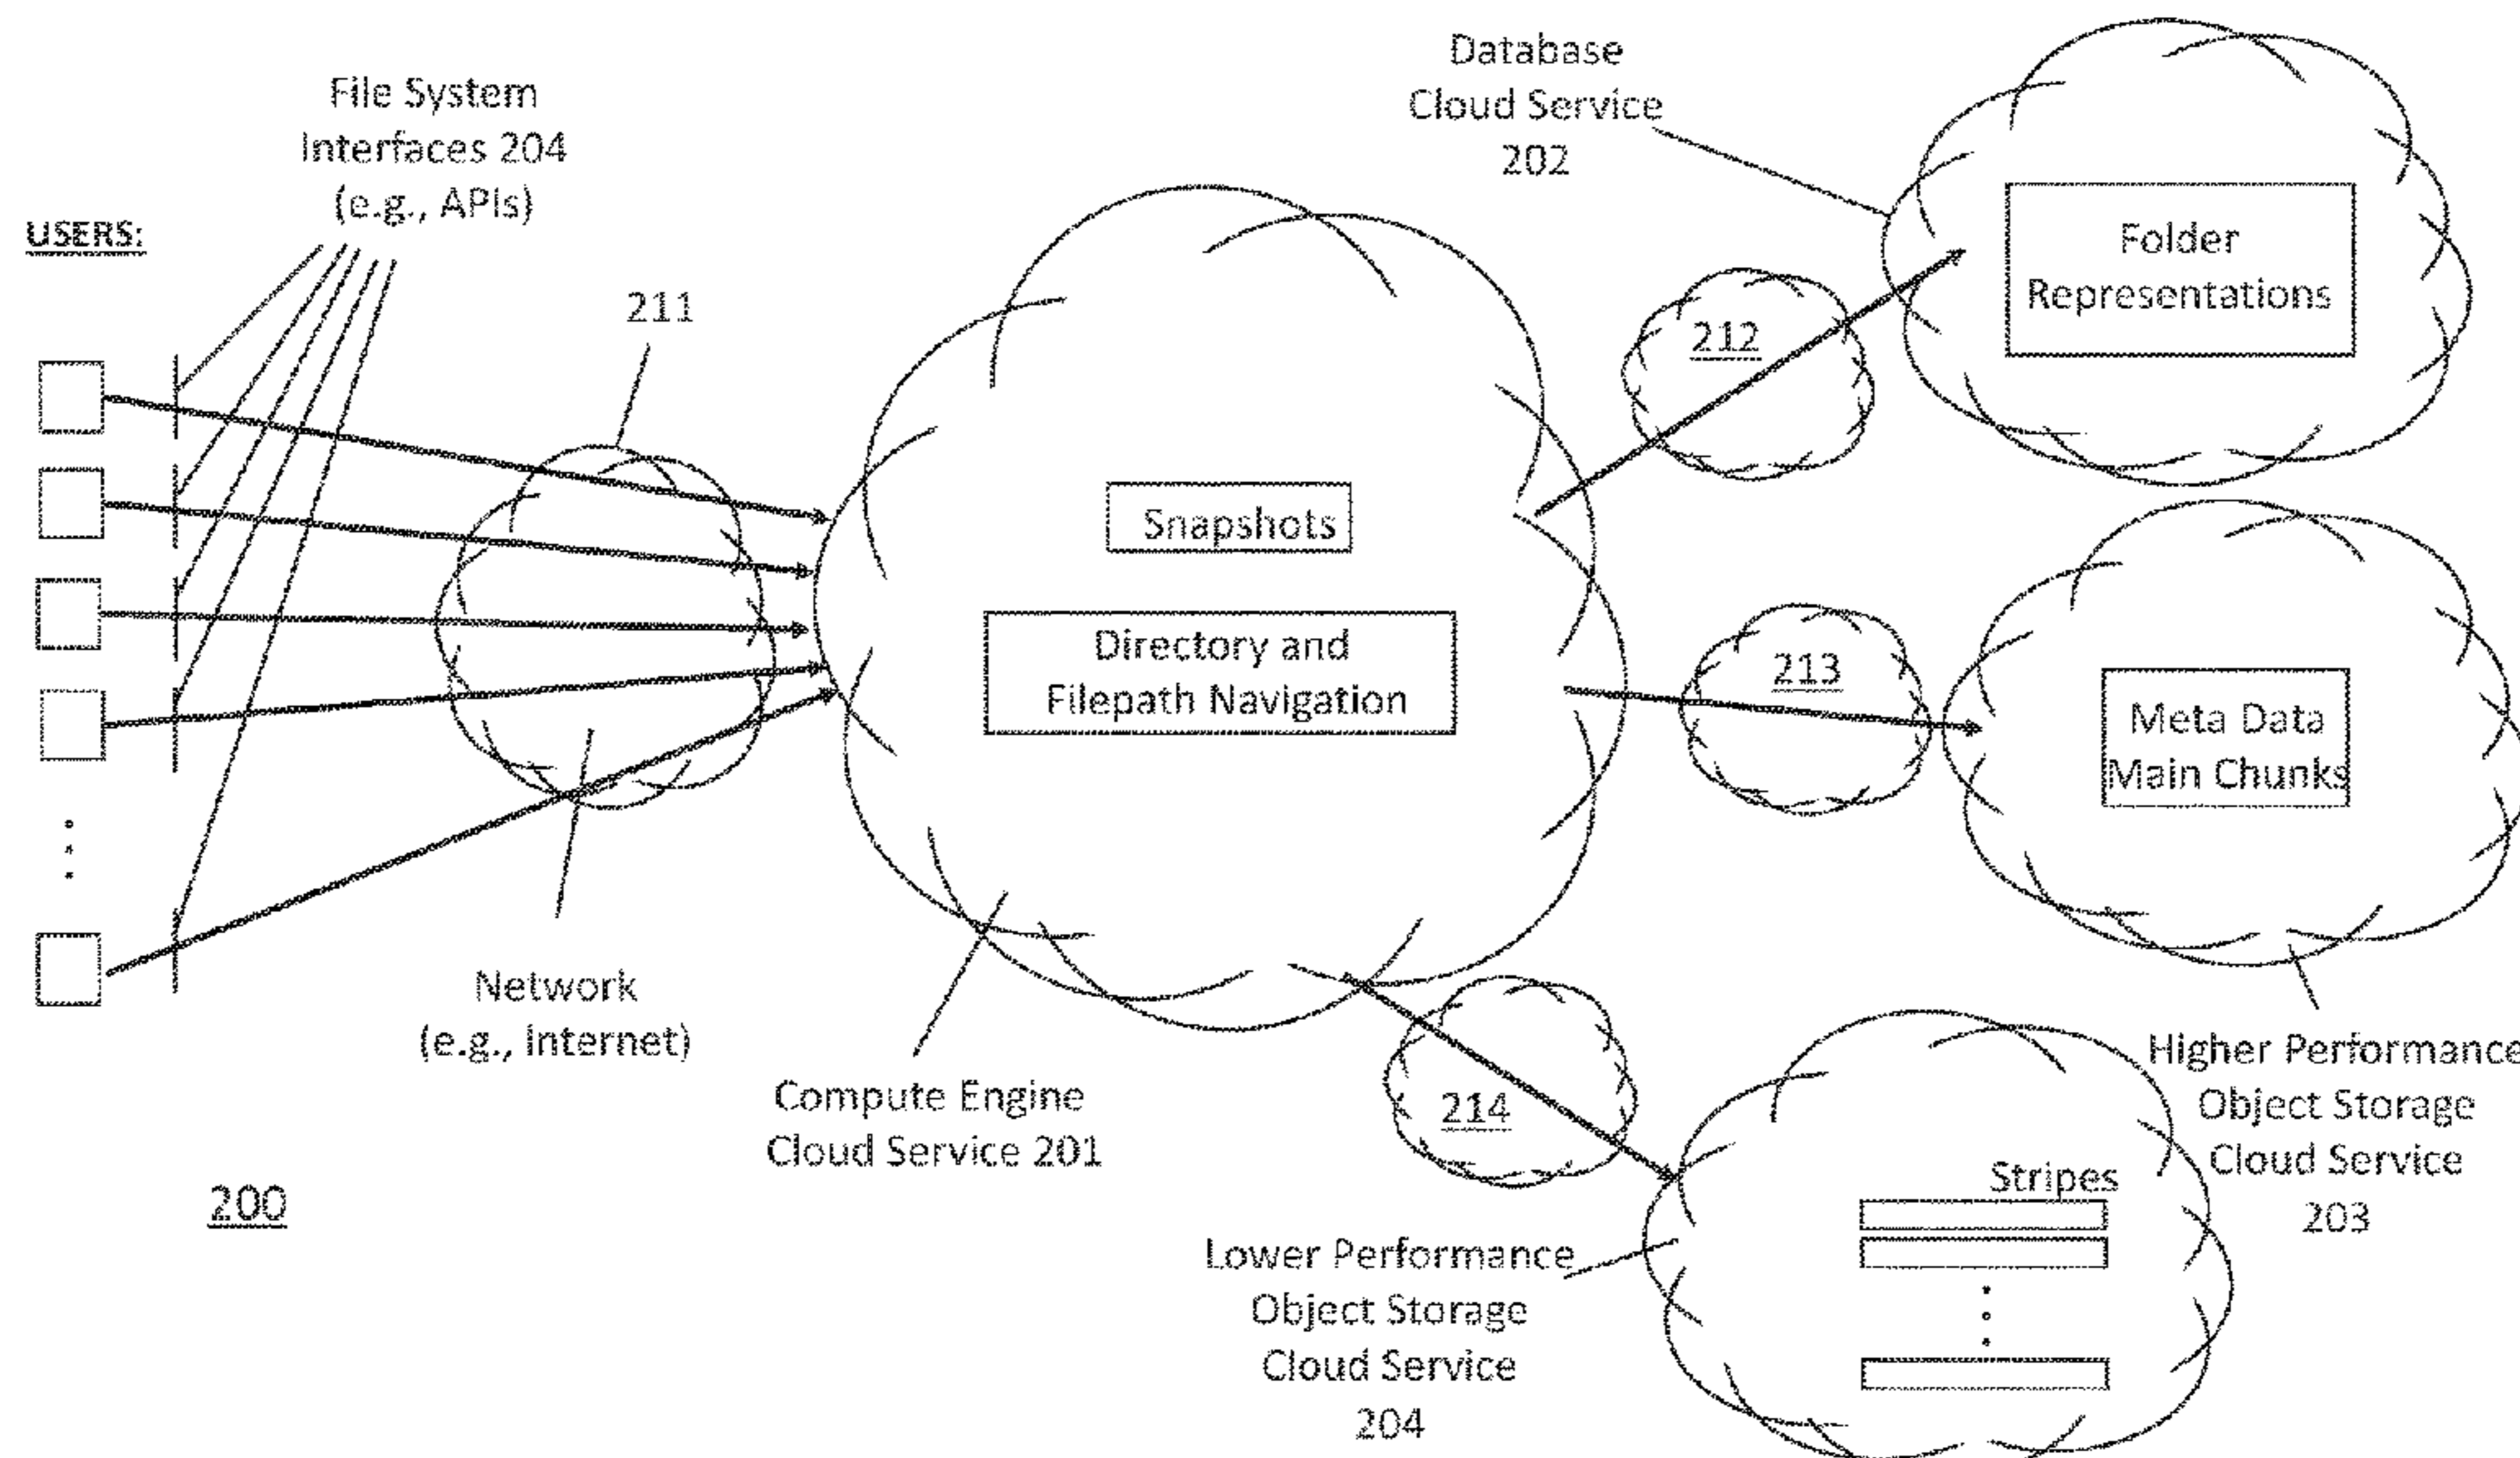 File System
Interfaces 204
(e.g., APIs)
USERS:
211
Network
(e.g., Internet)
Snapshots
Directory and
Filepath Navigation
Compute Engine
Cloud Service 201
200
Database
Cloud Service
202
212
Folder
Representations
213
Meta Data
Main Chunks
Higher Performance
Object Storage
Cloud Service
203
214
Stripes
Lower Performance
Object Storage
Cloud Service
204